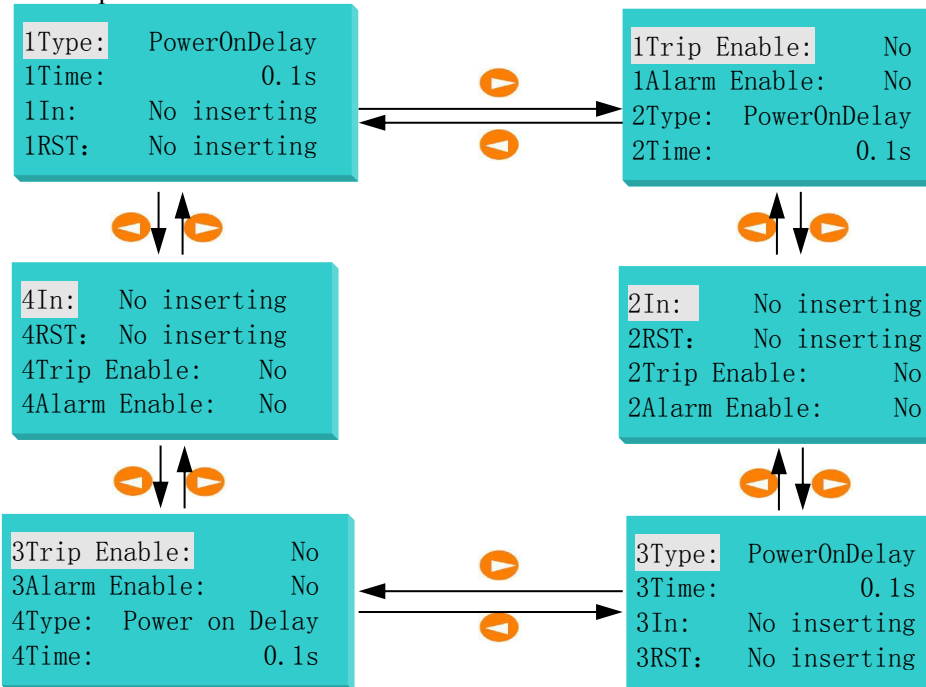 1Type: PowerOnDelay
1Time: 0.1s
1In: No inserting
1RST： No inserting
1Trip Enable: No
1Alarm Enable: No
2Type: PowerOnDelay
2Time: 0.1s
4In: No inserting
4RST： No inserting
4Trip Enable: No
4Alarm Enable: No
2In: No inserting
2RST： No inserting
2Trip Enable: No
2Alarm Enable: No
3Trip Enable: No
3Alarm Enable: No
4Type: Power on Delay
4Time: 0.1s
3Type: PowerOnDelay
3Time: 0.1s
3In: No inserting
3RST： No inserting